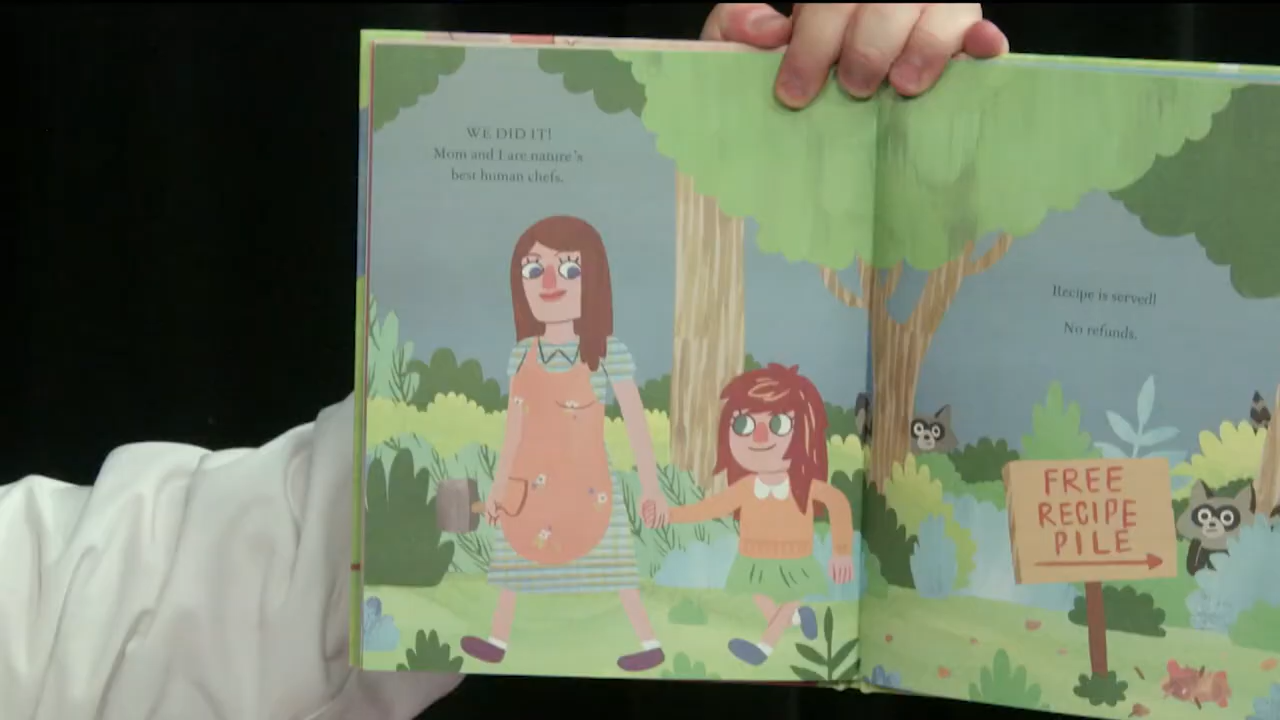 WE DID IT!
Mom and I are nature's
best human chefs.
Recipe is served!
No refunds.
FREE
RECIPE
PILE